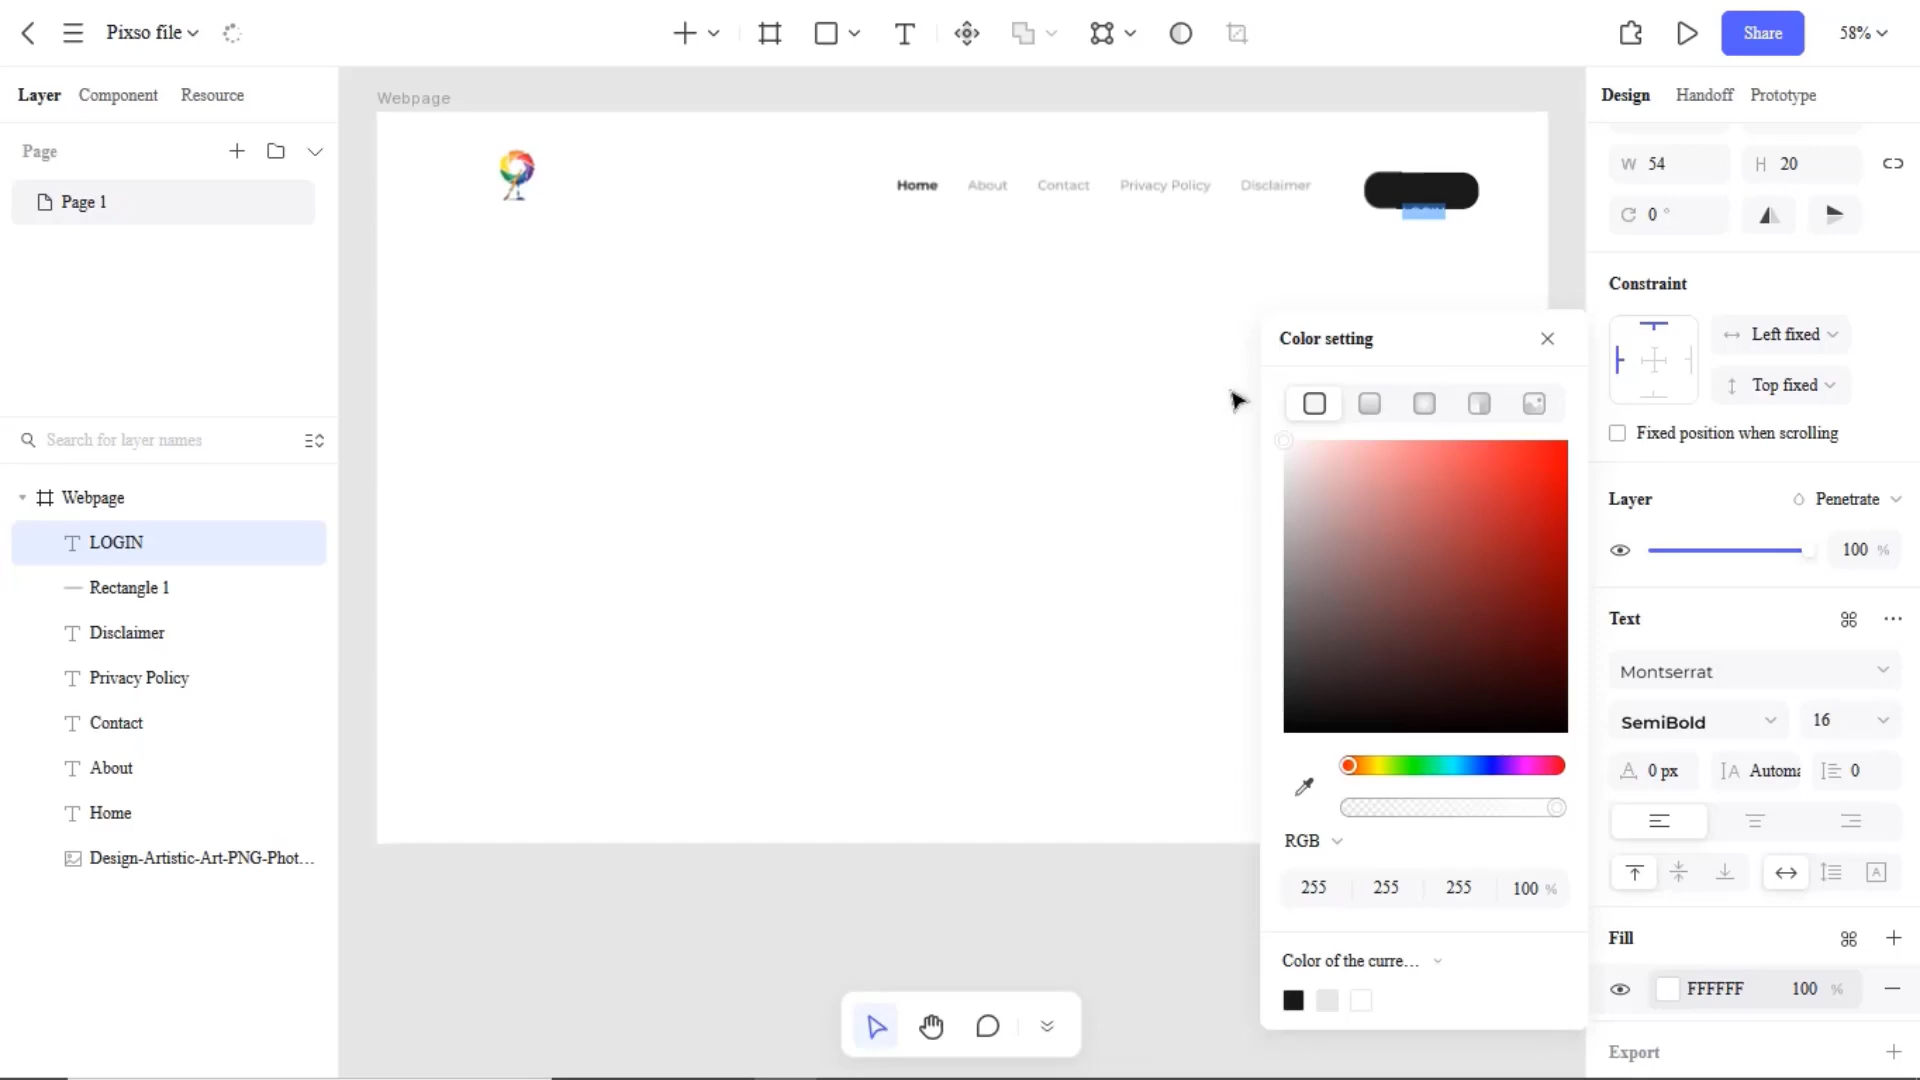 Pixso file
Share
58%
Layer Component Resource
Page
Page 1
Search for layer names
Webpage
LOGIN
Rectangle 1
Disclaimer
Privacy Policy
Contact
About
Home
Design-Artistic-Art-PNG-Phot...
Webpage
Home About Contact Privacy Policy Disclaimer
Color setting
RGB
255 255 255 100 %
Color of the curre...
Design Handoff Prototype
W 54 H 20
0 °
Constraint
Left fixed
Top fixed
Fixed position when scrolling
Layer Penetrate
100 %
Text
Montserrat
SemiBold 16
0 px Automa 0
Fill
FFFFFF 100 %
Export